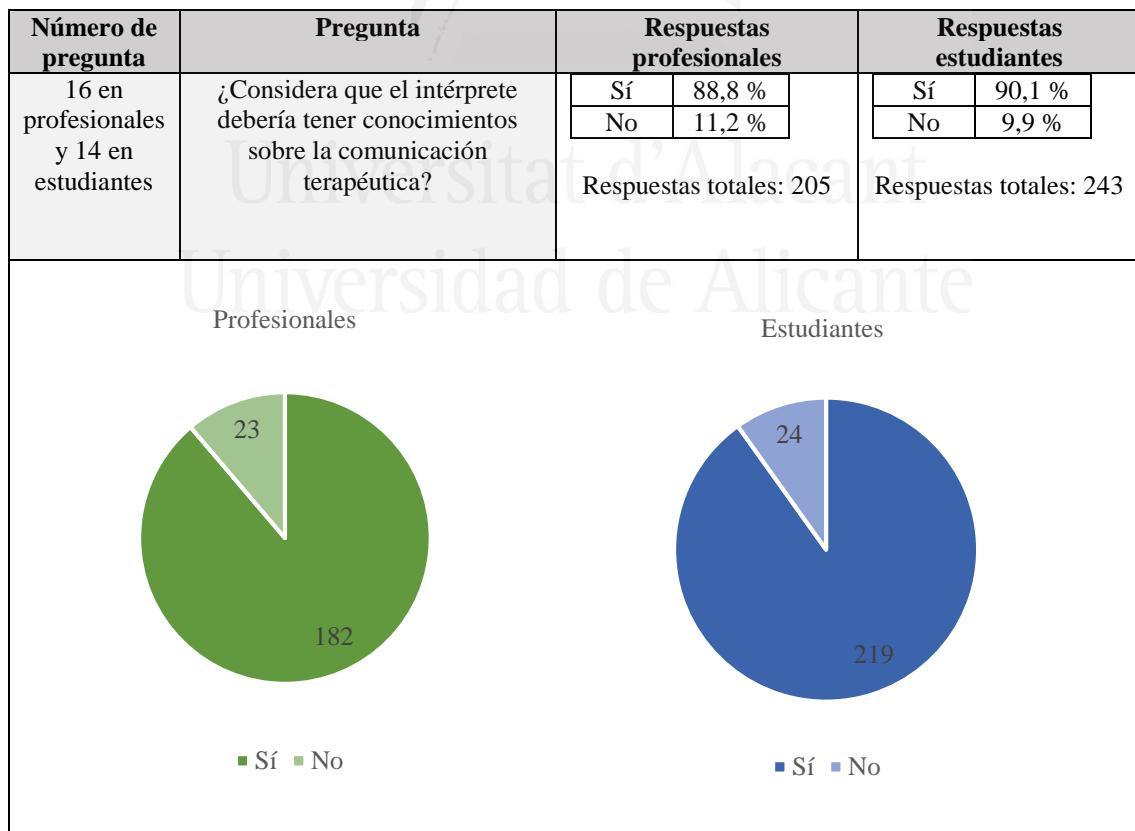 Número de pregunta
Pregunta
Respuestas profesionales
Respuestas estudiantes
16 en
profesionales
y 14 en
estudiantes
¿Considera que el intérprete
debería tener conocimientos
sobre la comunicación
terapéutica?
Sí 88,8 %
No 11,2 %
Respuestas totales: 205
Sí 90,1 %
No 9,9 %
Respuestas totales: 243
Universitat d'Alacant
Universidad de Alicante
Profesionales
23
182
Sí No
Estudiantes
24
219
Sí No